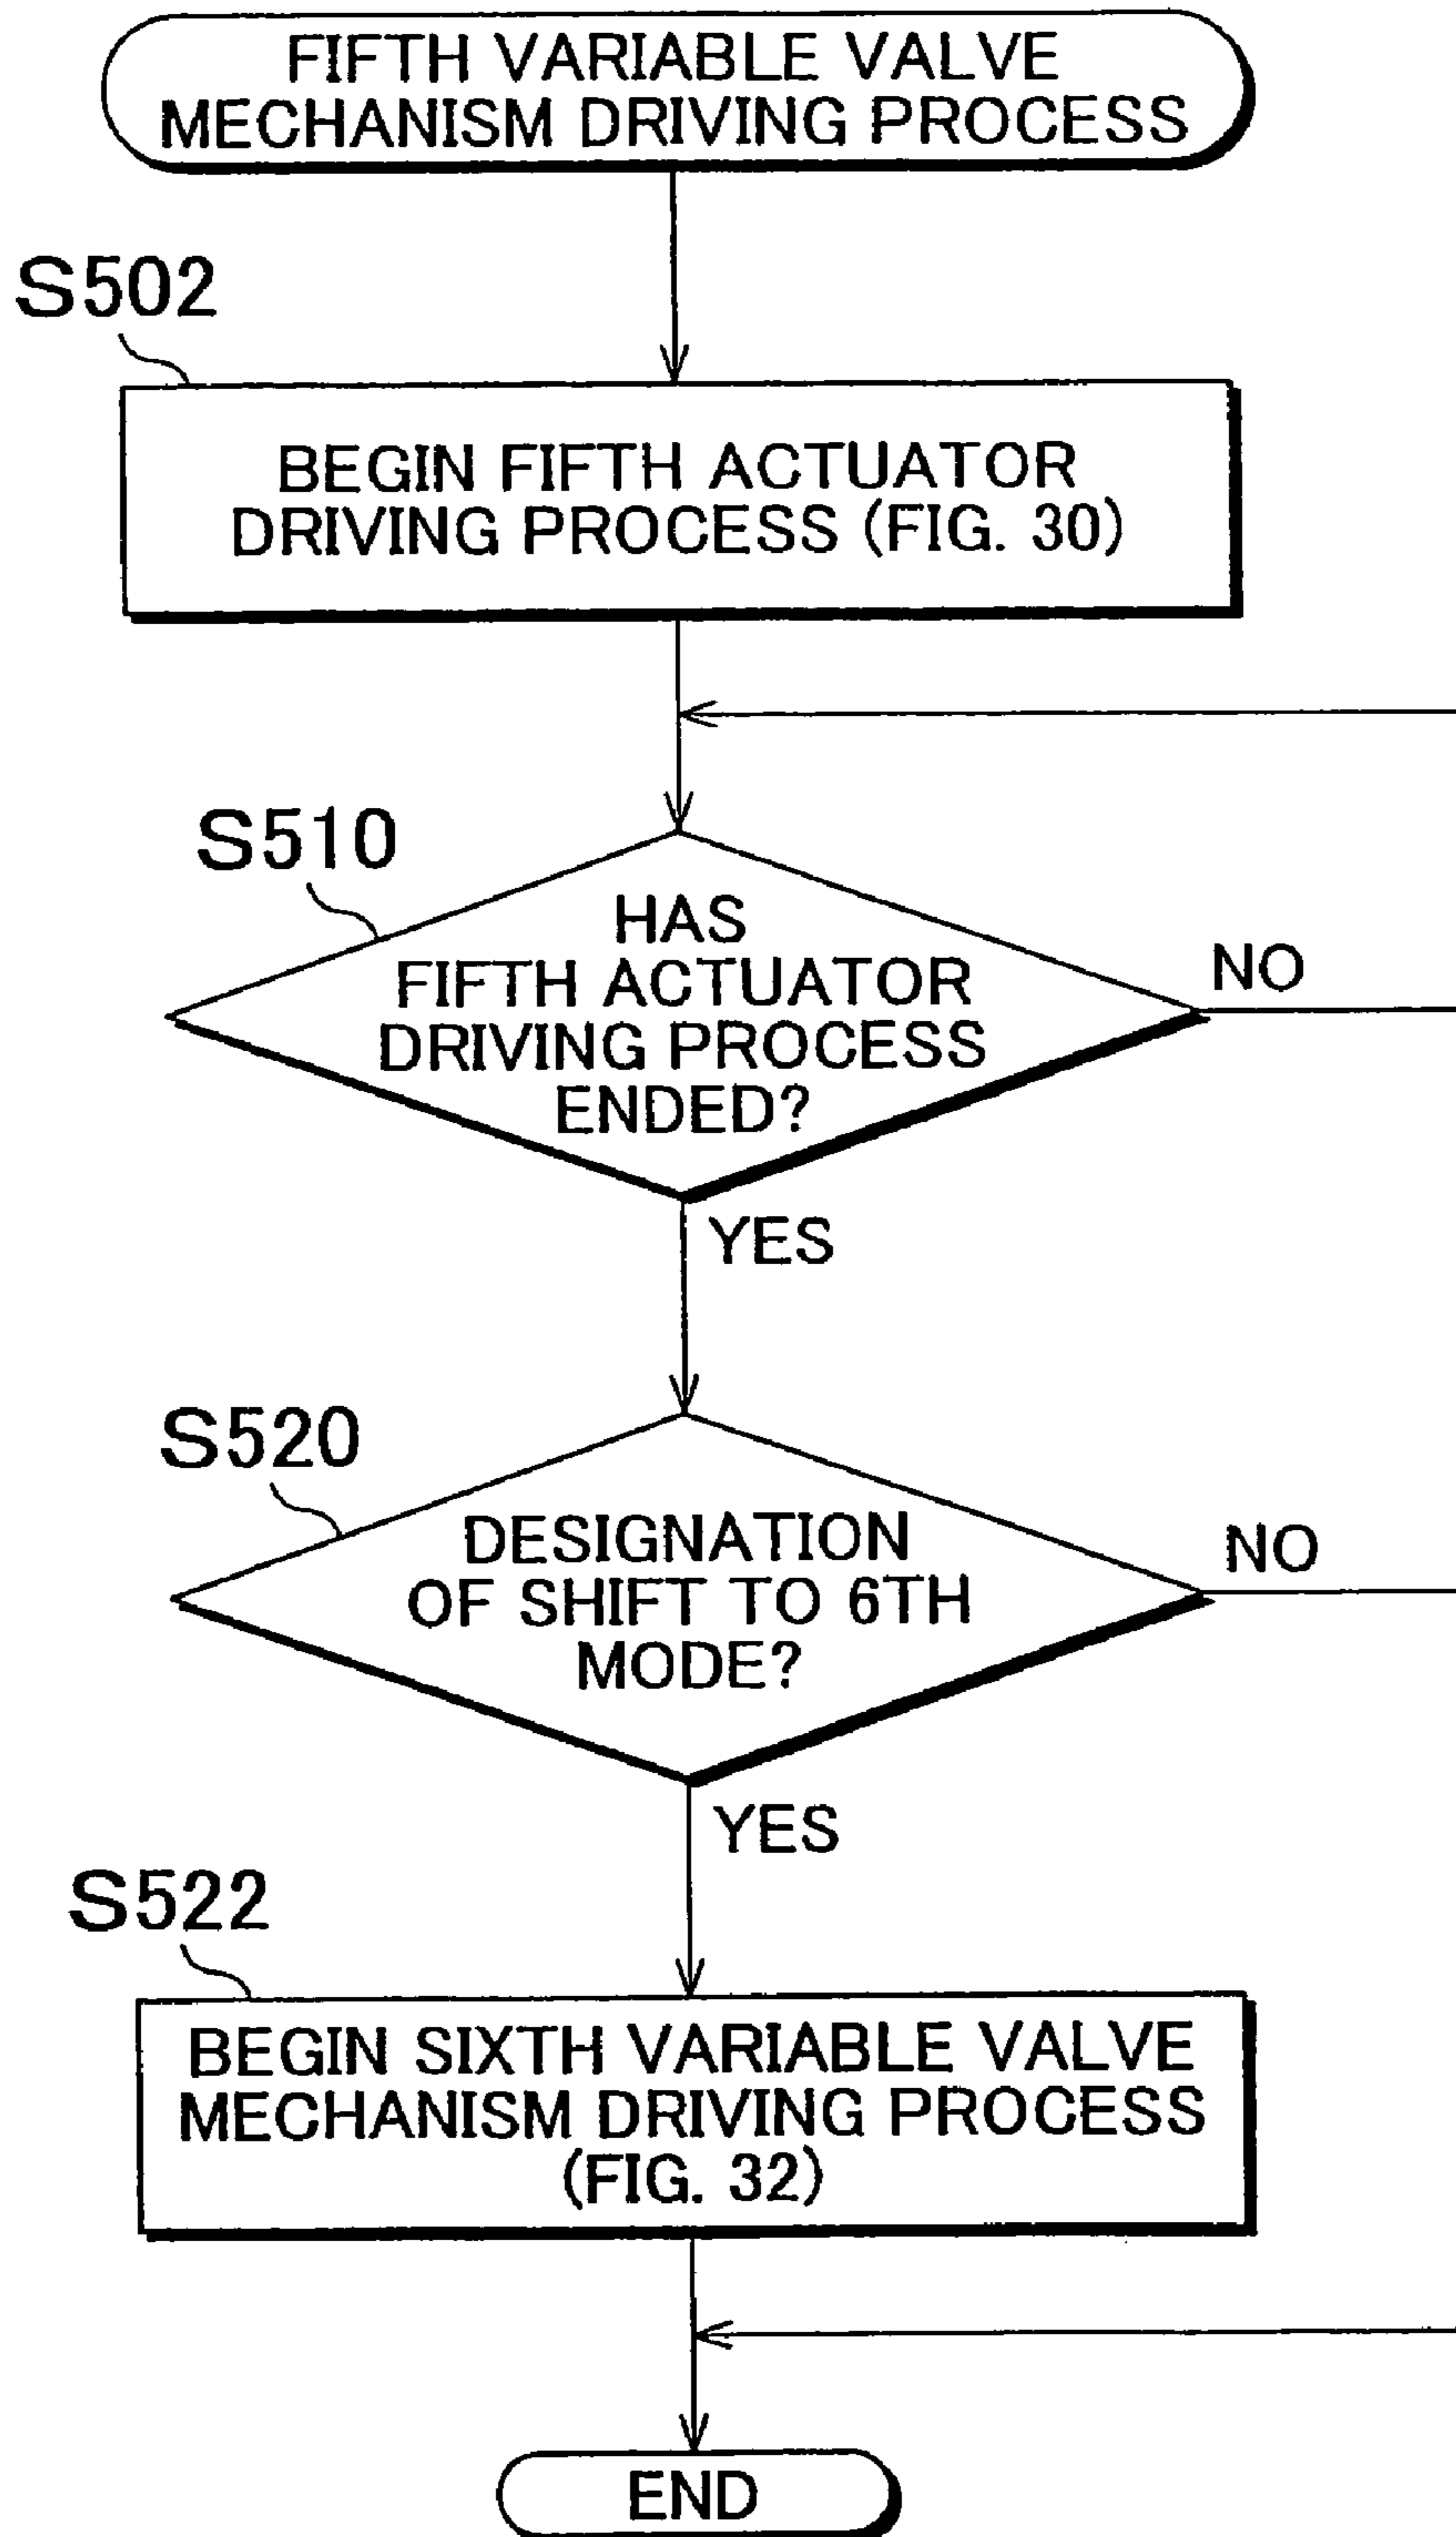 FIFTH VARIABLE VALVE
MECHANISM DRIVING PROCESS
S502
BEGIN FIFTH ACTUATOR
DRIVING PROCESS (FIG. 30)
S510
HAS
FIFTH ACTUATOR
DRIVING PROCESS
ENDED?
NO
YES
S520
DESIGNATION
OF SHIFT TO 6TH
MODE?
NO
YES
S522
BEGIN SIXTH VARIABLE VALVE
MECHANISM DRIVING PROCESS
(FIG. 32)
END